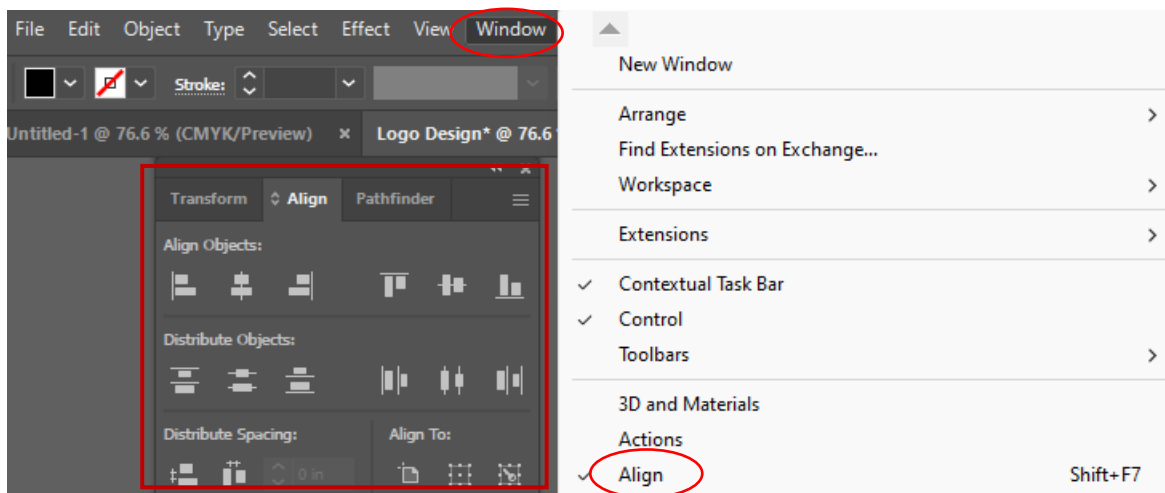 File Edit Object Type Select Effect View Window
Stroke:
Untitled-1 @ 76.6 % (CMYK/Preview) × Logo Design* @ 76.6
Transform Align Pathfinder
Align Objects:
Distribute Objects:
Distribute Spacing: Align To:
0 in
New Window
Arrange
Find Extensions on Exchange...
Workspace
Extensions
Contextual Task Bar
Control
Toolbars
3D and Materials
Actions
Align Shift+F7